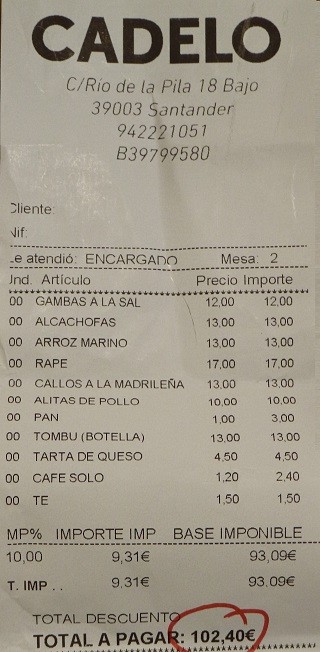 CADELO
C/Rio de la Pila 18 Bajo
39003 Santander
942221051
B39799580
Cliente:
Nif:
Le atendió: ENCARGADO Mesa: 2
Und. Artículo Precio Importe
00 GAMBAS A LA SAL 12,00 12,00
00 ALCACHOFAS 13,00 13,00
00 ARROZ MARINO 13,00 13,00
00 RAPE 17,00 17,00
00 CALLOS A LA MADRILEÑA 13,00 13,00
00 ALITAS DE POLLO 10,00 10,00
00 PAN 1,00 3,00
00 TOMBU (BOTELLA) 13,00 13,00
00 TARTA DE QUESO 4,50 4,50
00 CAFE SOLO 1,20 2,40
00 TE 1,50 1,50
MP% IMPORTE IMP BASE IMPONIBLE
10,00 9,31€ 93,09€
T. IMP . . 9,31€ 93,09€
TOTAL DESCUENTO
TOTAL A PAGAR: 102,40€